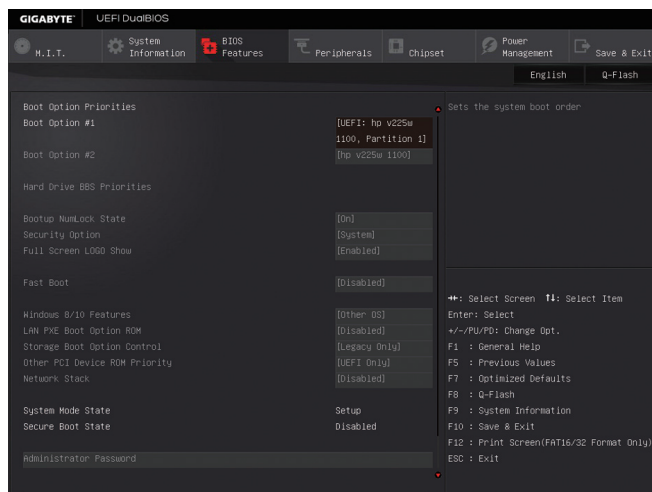 GIGABYTE™ UEFI DualBIOS
M.I.T. System Information BIOS Features Peripherals Chipset Power Management Save & Exit
English Q-Flash
Boot Option Priorities
Boot Option #1 [UEFI: hp v225w 1100, Partition 1]
Boot Option #2 [hp v225w 1100]
Hard Drive BBS Priorities
Bootup NumLock State [On]
Security Option [System]
Full Screen LOGO Show [Enabled]
Fast Boot [Disabled]
Windows 8/10 Features [Other OS]
LAN PXE Boot Option ROM [Disabled]
Storage Boot Option Control [Legacy Only]
Other PCI Device ROM Priority [UEFI Only]
Network Stack [Disabled]
System Mode State Setup
Secure Boot State Disabled
Administrator Password
Sets the system boot order
→←: Select Screen ↑↓: Select Item
Enter: Select
+/-/PU/PD: Change Opt.
F1 : General Help
F5 : Previous Values
F7 : Optimized Defaults
F8 : Q-Flash
F9 : System Information
F10 : Save & Exit
F12 : Print Screen(FAT16/32 Format Only)
ESC : Exit